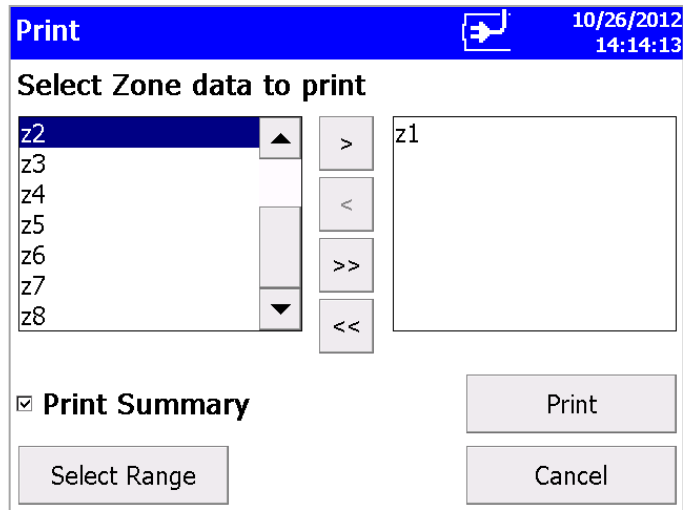 Print
10/26/2012
14:14:13
Select Zone data to print
z2
z3
z4
z5
z6
z7
z8
>
<
>>
<<
z1
Print Summary
Print
Select Range
Cancel